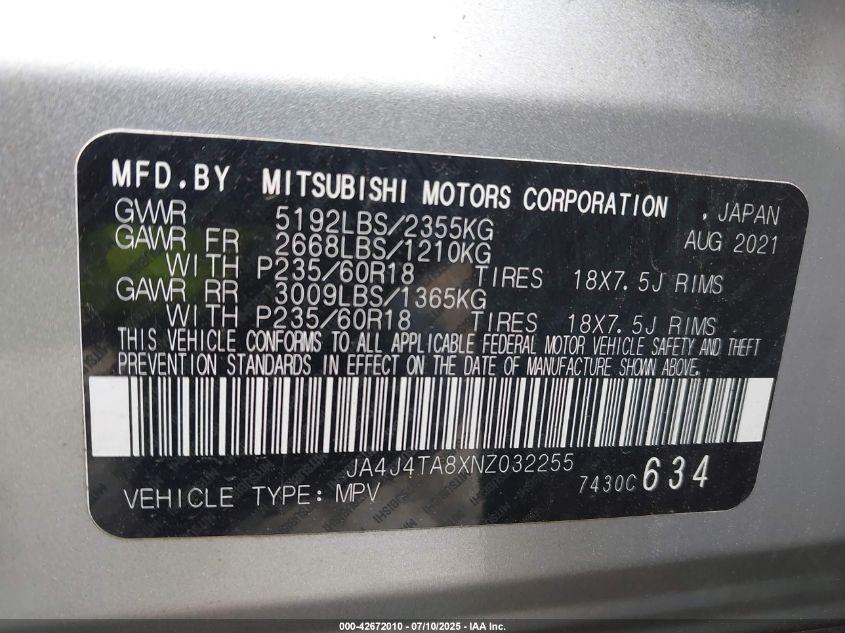 MFD.BY MITSUBISHI MOTORS CORPORATION , JAPAN
GVWR 5192LBS/2355KG AUG 2021
GAWR FR 2668LBS/1210KG
WITH P235/60R18 TIRES 18X7.5J RIMS
GAWR RR 3009LBS/1365KG
WITH P235/60R18 TIRES 18X7.5J RIMS
THIS VEHICLE CONFORMS TO ALL APPLICABLE FEDERAL MOTOR VEHICLE SAFETY AND THEFT
PREVENTION STANDARDS IN EFFECT ON THE DATE OF MANUFACTURE SHOWN ABOVE.
JA4J4TA8XNZ032255
VEHICLE TYPE: MPV 7430C 634
000-42672010 - 07/10/2025 - IAA Inc.